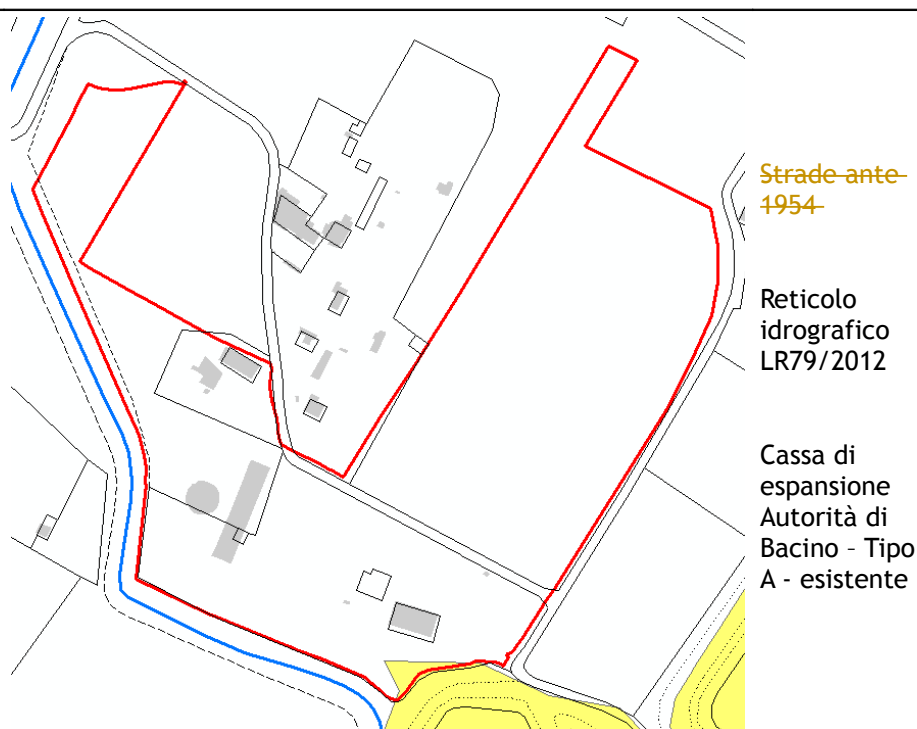 Strade ante
1954
Reticolo
idrografico
LR79/2012
Cassa di
espansione
Autorità di
Bacino - Tipo
A - esistente